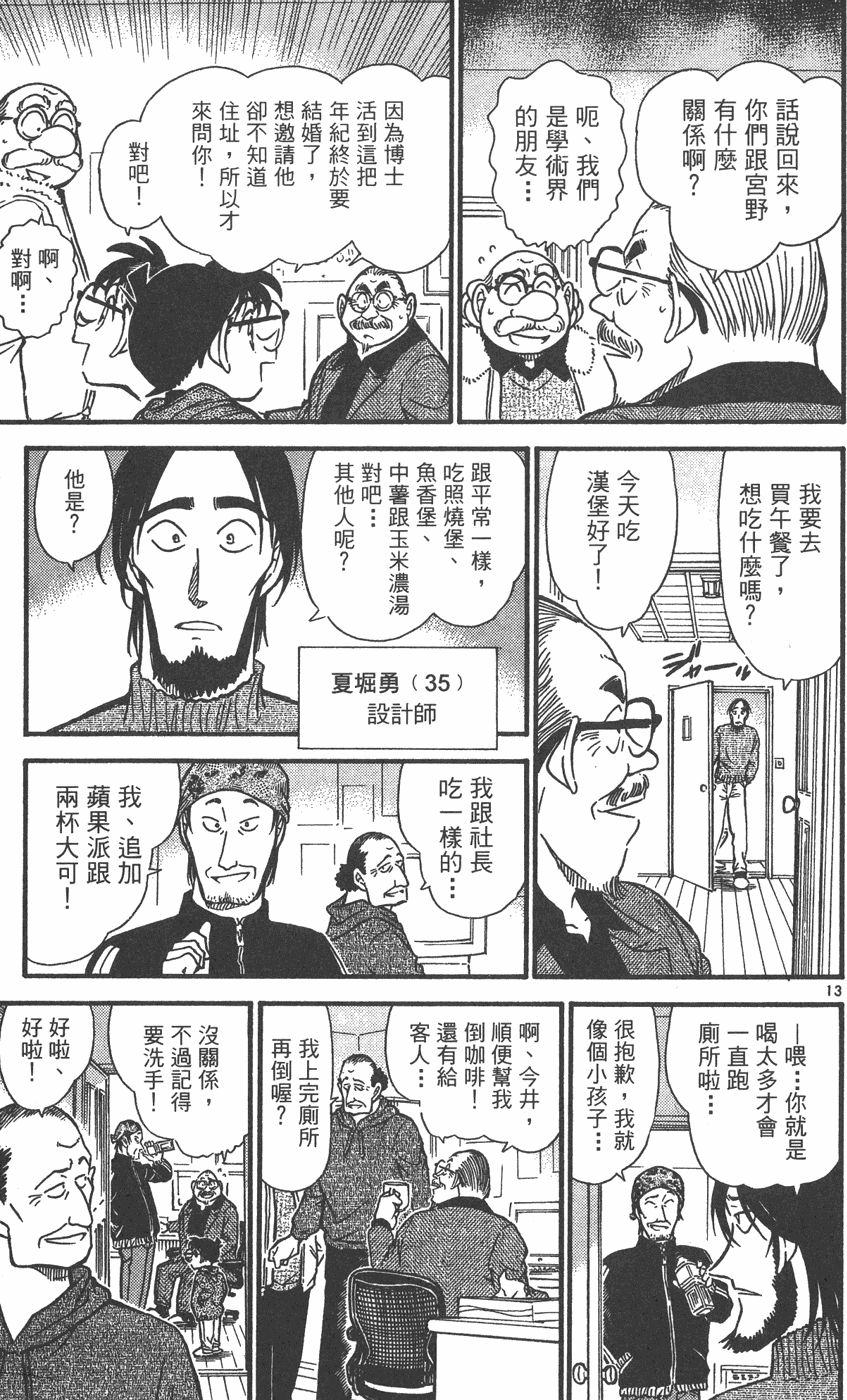 話說回來，
你們跟宮野
有什麼
關係啊？
呃、我們
是學術界
的朋友…
因為博士
活到這把
年紀終於要
結婚了，
想邀請他
卻不知道
住址，所以才
來問你！
對吧！
啊、
對啊…
我要去
買午餐了，
想吃什麼嗎？
今天吃
漢堡好了！
ジャーッ
跟平常一樣，
吃照燒堡、
魚香堡、
中薯跟玉米濃湯
對吧…
其他人呢？
他是？
夏堀勇（35）
設計師
我跟社長
吃一樣的…
我、追加
蘋果派跟
兩杯大可！
13
—喂…你就是
喝太多才會
一直跑
廁所啦…
很抱歉，我就
像個小孩子…
啊、今井，
順便幫我
倒咖啡！
還有給
客人…
我上完廁所
再倒喔？
沒關係，
不過記得
要洗手！
好啦、
好啦！